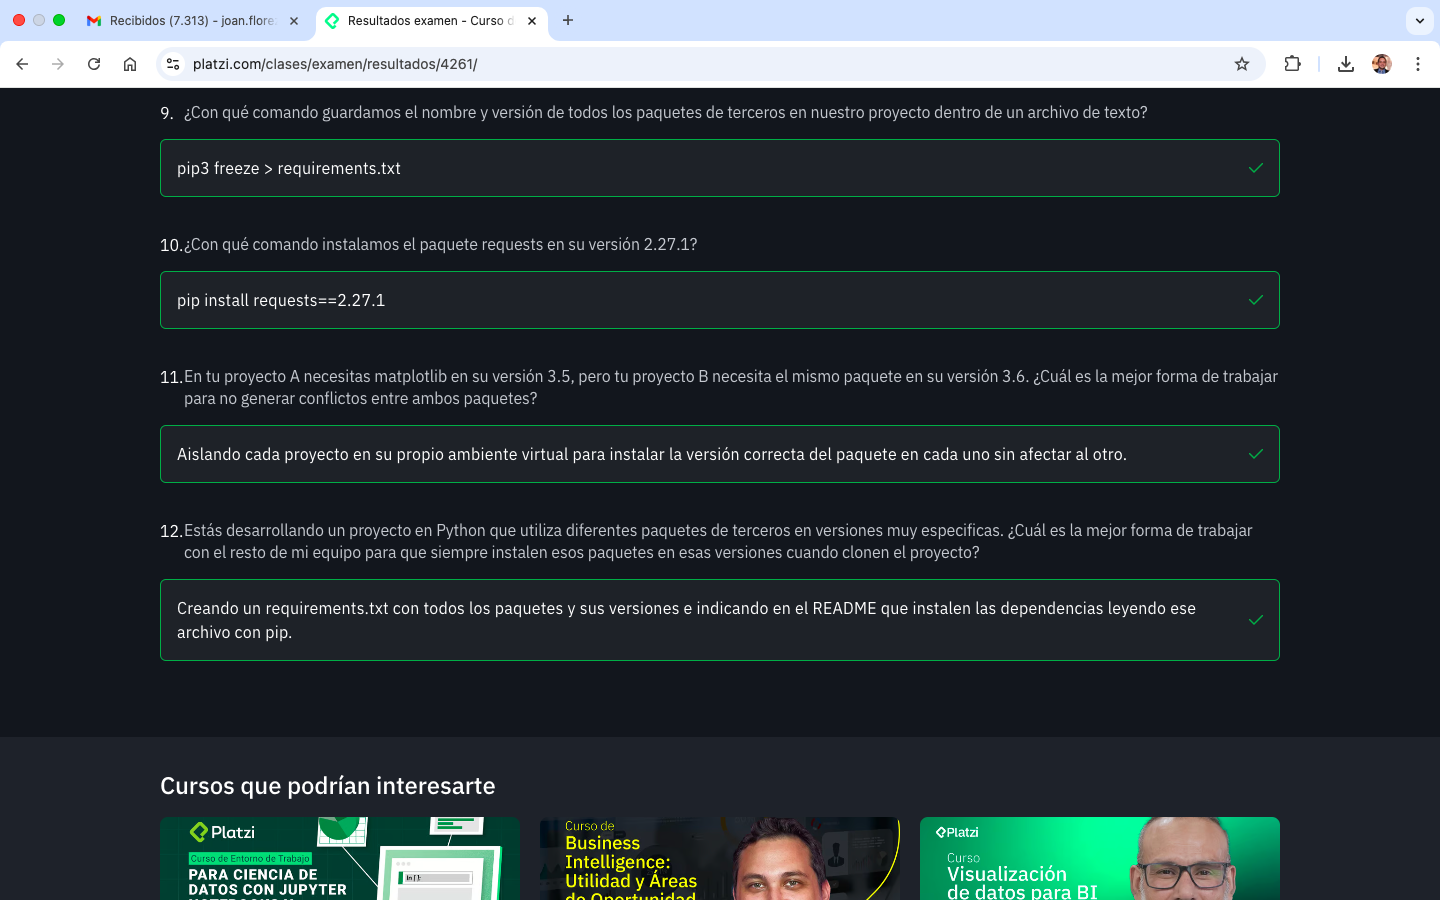 Recibidos (7.313) - joan.flore
Resultados examen - Curso d
platzi.com/clases/examen/resultados/4261/
9. ¿Con qué comando guardamos el nombre y versión de todos los paquetes de terceros en nuestro proyecto dentro de un archivo de texto?
pip3 freeze > requirements.txt
10. ¿Con qué comando instalamos el paquete requests en su versión 2.27.1?
pip install requests==2.27.1
11. En tu proyecto A necesitas matplotlib en su versión 3.5, pero tu proyecto B necesita el mismo paquete en su versión 3.6. ¿Cuál es la mejor forma de trabajar
para no generar conflictos entre ambos paquetes?
Aislando cada proyecto en su propio ambiente virtual para instalar la versión correcta del paquete en cada uno sin afectar al otro.
12. Estás desarrollando un proyecto en Python que utiliza diferentes paquetes de terceros en versiones muy especificas. ¿Cuál es la mejor forma de trabajar
con el resto de mi equipo para que siempre instalen esos paquetes en esas versiones cuando clonen el proyecto?
Creando un requirements.txt con todos los paquetes y sus versiones e indicando en el README que instalen las dependencias leyendo ese
archivo con pip.
Cursos que podrían interesarte
Platzi
Curso de Entorno de Trabajo
PARA CIENCIA DE
DATOS CON JUPYTER
Curso de
Business
Intelligence:
Utilidad y Áreas
de Oportunidad
Platzi
Curso
Visualización
de datos para BI